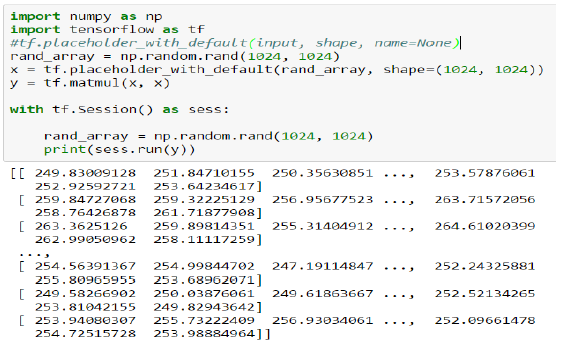 import numpy as np
import tensorflow as tf
#tf.placeholder_with_default(input, shape, name=None)
rand_array = np.random.rand(1024, 1024)
x = tf.placeholder_with_default(rand_array, shape=(1024, 1024))
y = tf.matmul(x, x)
with tf.Session() as sess:
rand_array = np.random.rand(1024, 1024)
print(sess.run(y))
[[ 249.83009128 251.84710155 250.35630851 ..., 253.57876061
252.92592721 253.64234617]
[ 259.84727068 259.32225129 256.95677523 ..., 263.71572056
258.76426878 261.71877908]
[ 263.3625126 259.89814351 255.31404912 ..., 264.61020399
262.99050962 258.11117259]
...,
[ 254.56391367 254.99844702 247.19114847 ..., 252.24325881
255.80965955 253.68962071]
[ 249.58266902 250.03876061 249.61863667 ..., 252.52134265
253.81042155 249.82943642]
[ 253.94080307 255.73222409 256.93034061 ..., 252.09661478
254.72515728 253.98884964]]